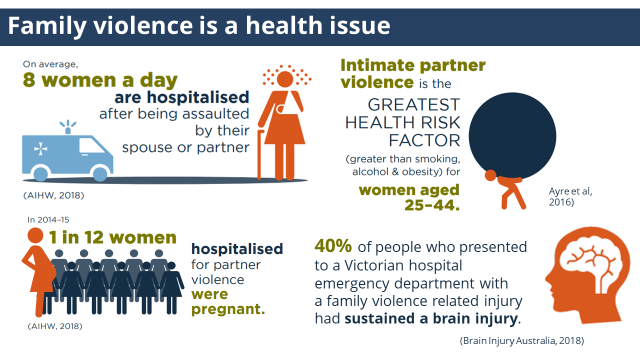 Family violence is a health issue
On average,
8 women a day
are hospitalised
after being assaulted
by their
spouse or partner
(AIHW, 2018)
Intimate partner
violence is the
GREATEST
HEALTH RISK
FACTOR
(greater than smoking,
alcohol & obesity) for
women aged
25–44.
Ayre et al,
2016)
In 2014–15
1 in 12 women
hospitalised
for partner
violence
were
pregnant.
(AIHW, 2018)
40% of people who presented
to a Victorian hospital
emergency department with
a family violence related injury
had sustained a brain injury.
(Brain Injury Australia, 2018)